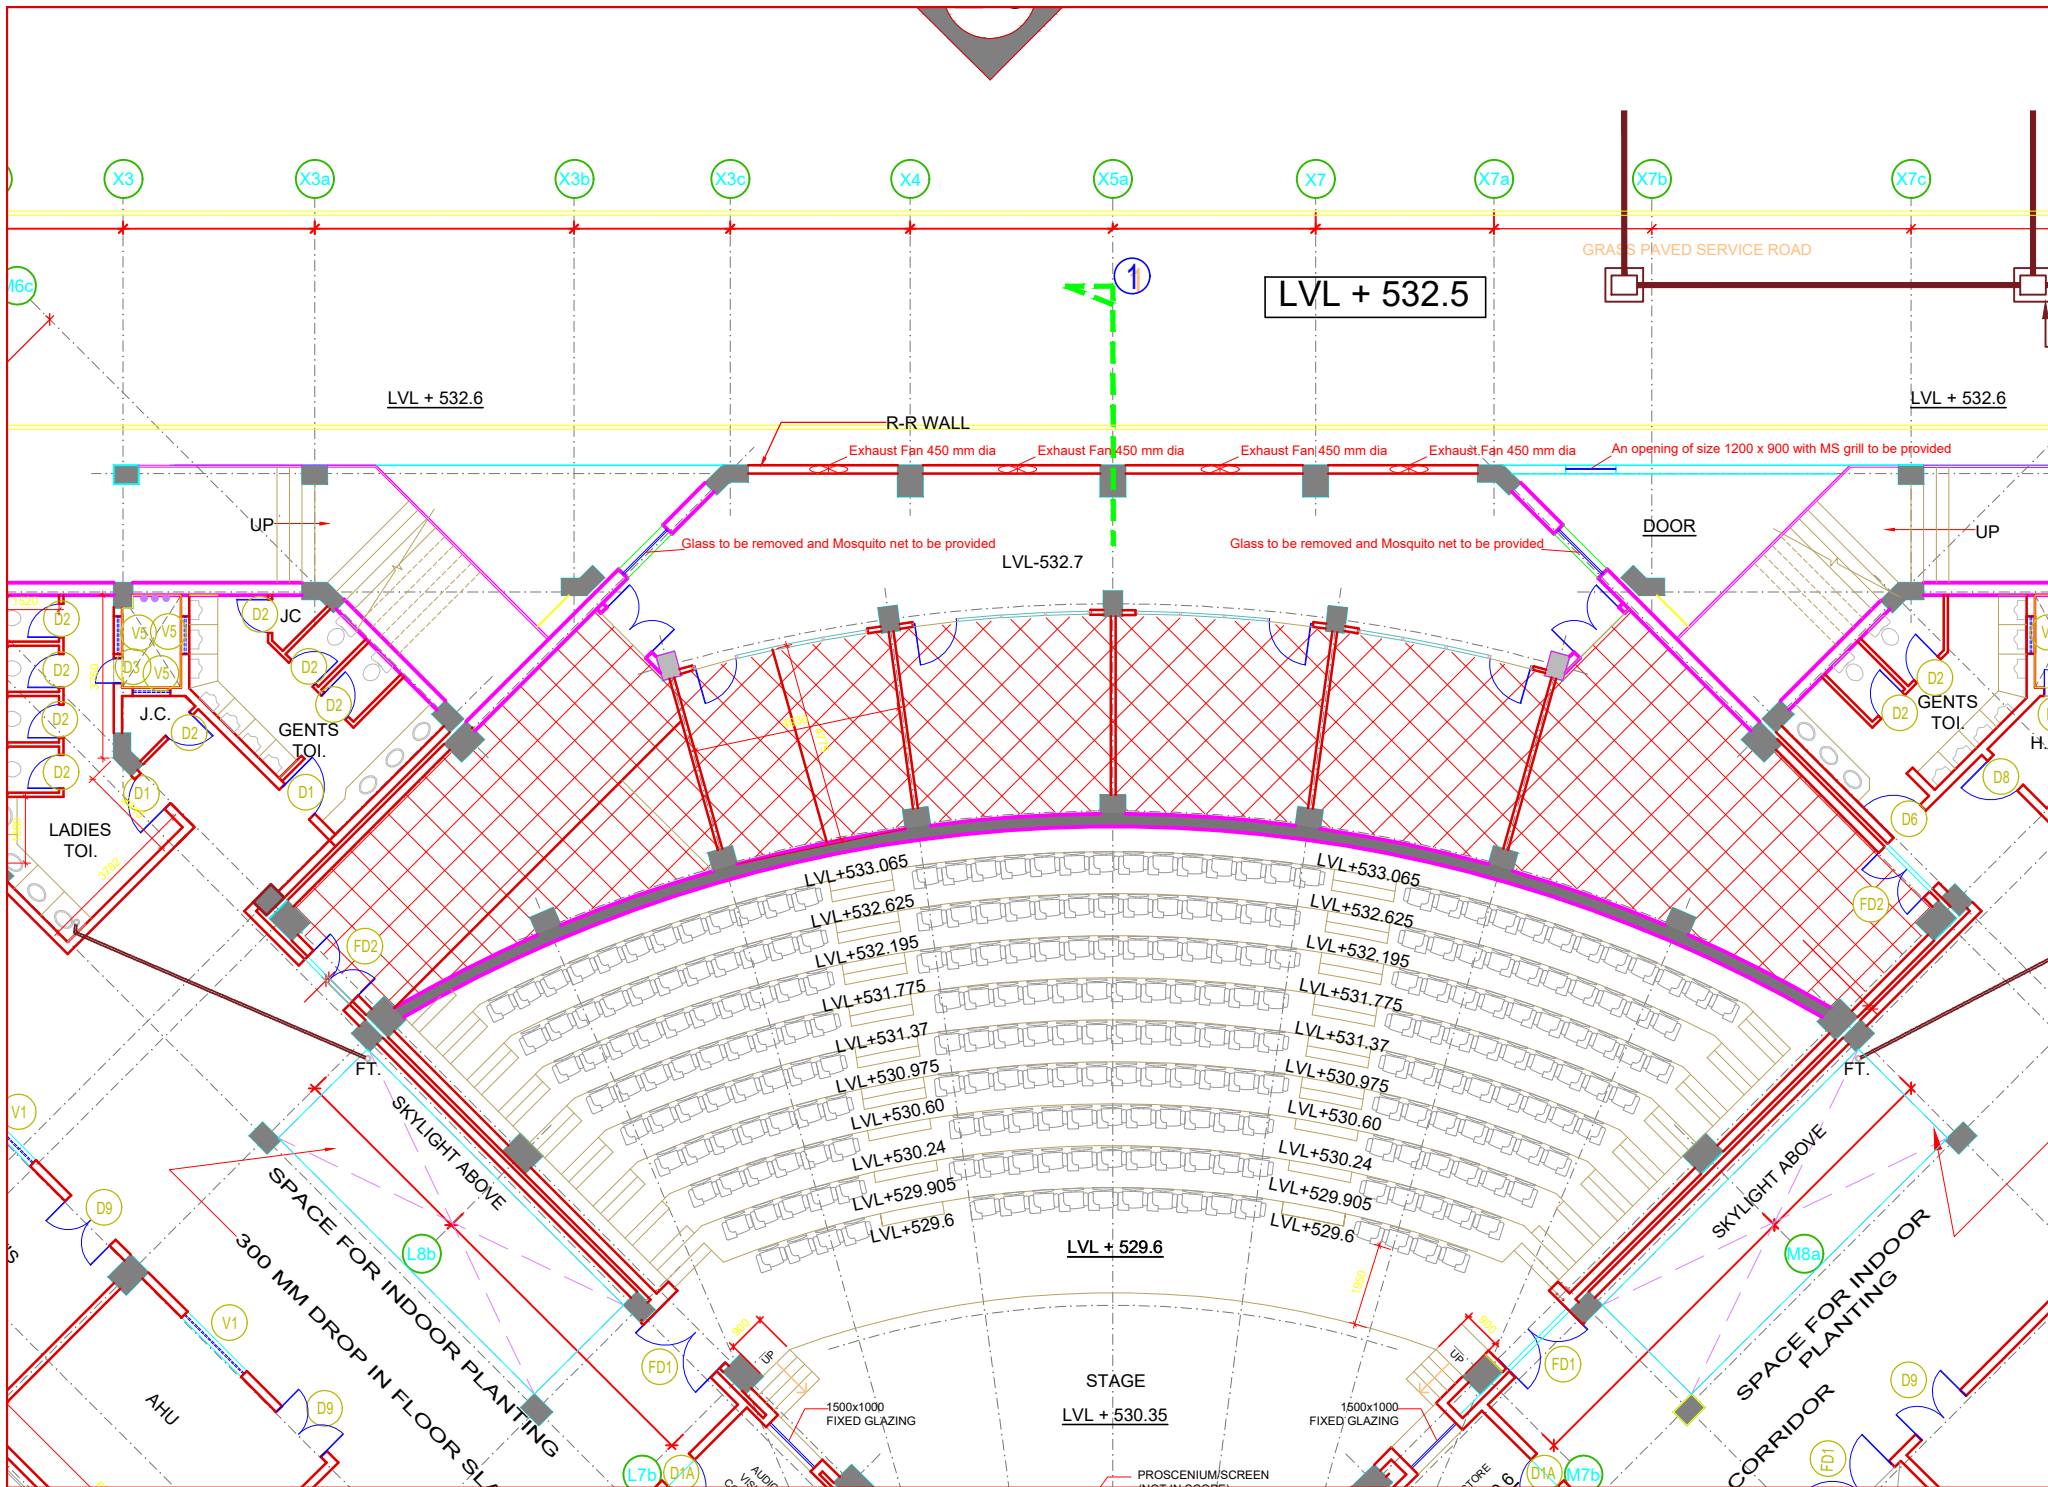 X3
X3a
X3b
X3c
X4
X5a
X7
X7a
X7b
X7c
GRASS PAVED SERVICE ROAD
1
LVL + 532.5
M6c
LVL + 532.6
LVL + 532.6
R-R WALL
Exhaust Fan 450 mm dia
Exhaust Fan 450 mm dia
Exhaust Fan 450 mm dia
Exhaust Fan 450 mm dia
An opening of size 1200 x 900 with MS grill to be provided
UP
DOOR
UP
Glass to be removed and Mosquito net to be provided
Glass to be removed and Mosquito net to be provided
LVL-532.7
1520
D2
V5
V5
D2
JC
D2
D3
V5
D2
D2
D2
J.C.
D2
GENTS
TOI.
D2
D1
D1
LADIES
TOI.
3762
D2
D2
GENTS
TOI.
D8
D6
FD2
FD2
LVL+533.065
LVL+533.065
LVL+532.625
LVL+532.625
LVL+532.195
LVL+532.195
LVL+531.775
LVL+531.775
LVL+531.37
LVL+531.37
LVL+530.975
LVL+530.975
LVL+530.60
LVL+530.60
LVL+530.24
LVL+530.24
LVL+529.905
LVL+529.905
LVL+529.6
LVL+529.6
LVL + 529.6
1950
FT.
FT.
V1
D9
SKYLIGHT ABOVE
SKYLIGHT ABOVE
SPACE FOR INDOOR PLANTING
300 MM DROP IN FLOOR SLA
L8b
M8a
SPACE FOR INDOOR
PLANTING
V1
AHU
D9
FD1
FD1
900
UP
900
UP
STAGE
LVL + 530.35
1500x1000
FIXED GLAZING
1500x1000
FIXED GLAZING
D9
CORRIDOR
FD1
L7b
D1A
D1A
M7b
PROSCENIUM SCREEN
(NOT IN SCOPE)
STORE